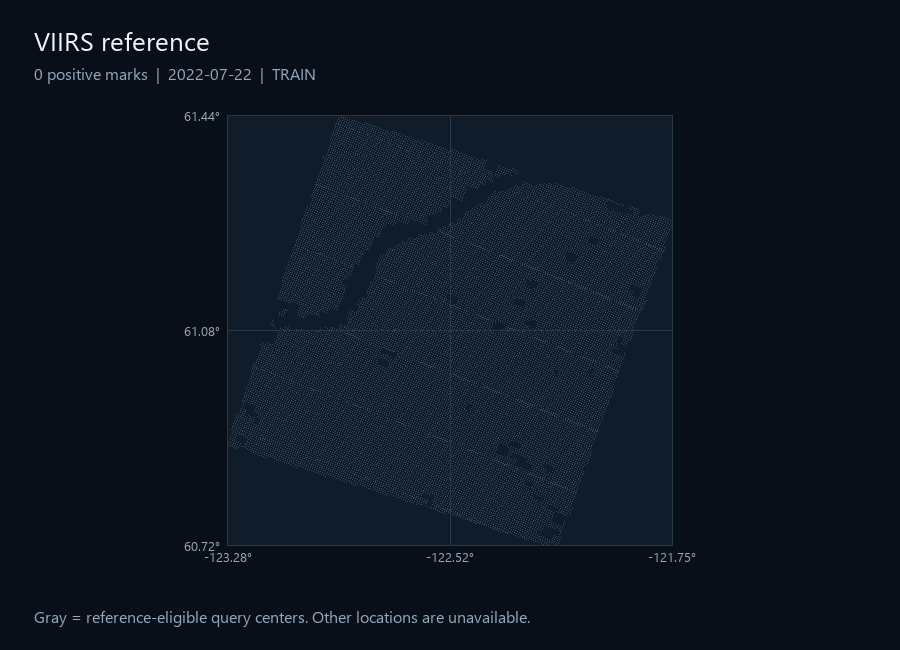 VIIRS reference
0 positive marks | 2022-07-22 | TRAIN
61.44°
61.08°
60.72°
-123.28°
-122.52°
-121.75°
Gray = reference-eligible query centers. Other locations are unavailable.